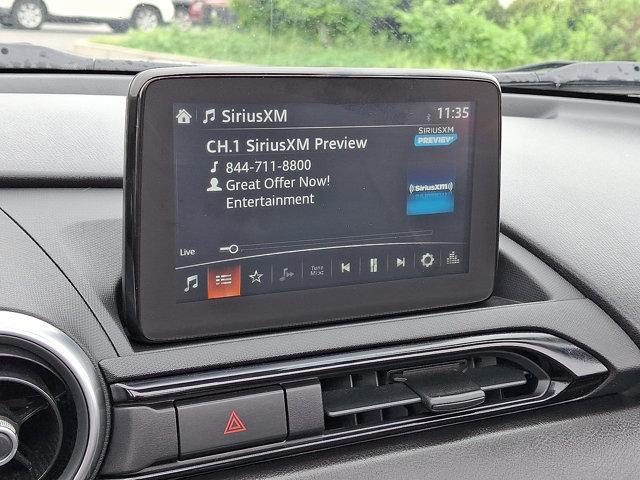 SiriusXM
11:35
CH.1 SiriusXM Preview
SIRIUSXM
PREVIEW
844-711-8800
Great Offer Now!
Entertainment
((SiriusXM))
Live
Tune
Mix